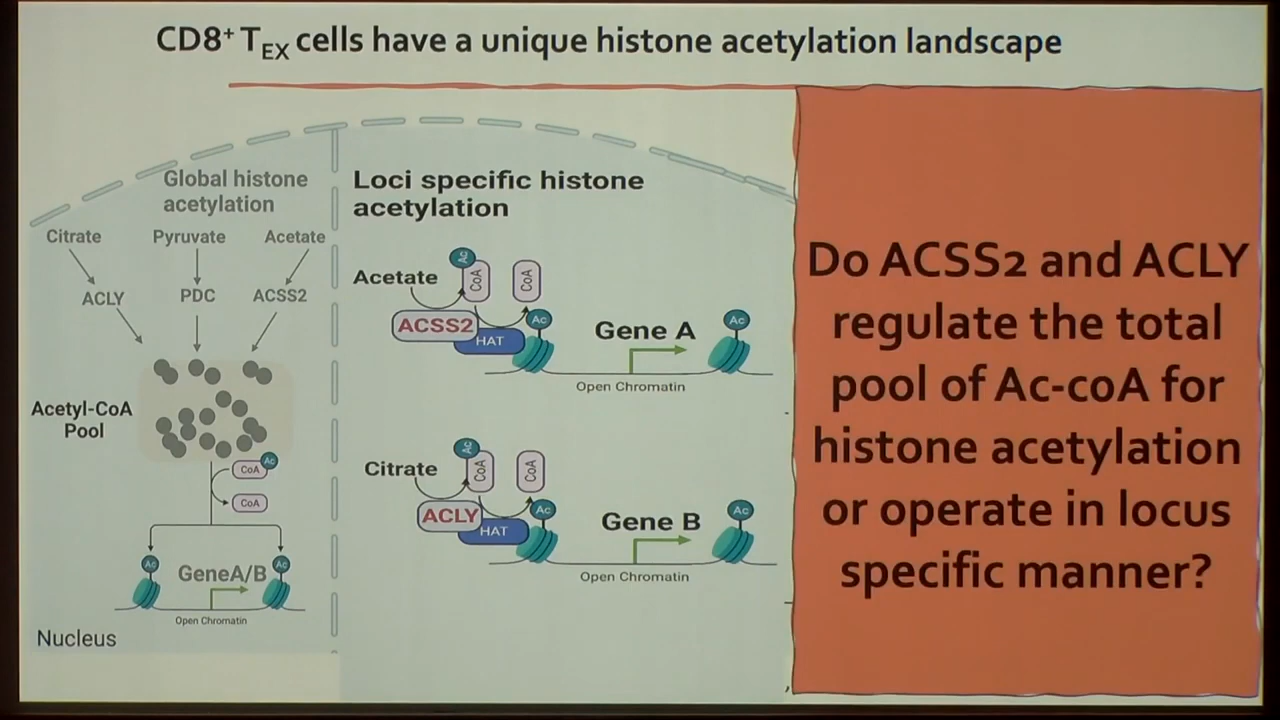 CD8+ TEX cells have a unique histone acetylation landscape
Global histone
acetylation
Citrate
Pyruvate
Acetate
ACLY
PDC
ACSS2
Acetyl-CoA
Pool
CoA
Ac
CoA
Ac
GeneA/B
Ac
Open Chromatin
Nucleus
Loci specific histone
acetylation
Acetate
Ac
CoA
CoA
ACSS2
HAT
Ac
Gene A
Ac
Open Chromatin
Citrate
Ac
CoA
CoA
ACLY
HAT
Ac
Gene B
Ac
Open Chromatin
Do ACSS2 and ACLY
regulate the total
pool of Ac-coA for
histone acetylation
or operate in locus
specific manner?